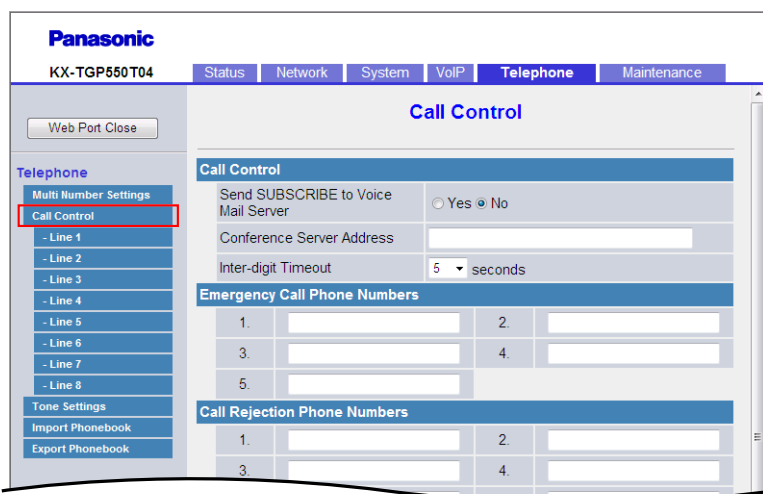 Panasonic
KX-TGP550T04
Status Network System VoIP Telephone Maintenance
Web Port Close
Call Control
Telephone
Multi Number Settings
Call Control
- Line 1
- Line 2
- Line 3
- Line 4
- Line 5
- Line 6
- Line 7
- Line 8
Tone Settings
Import Phonebook
Export Phonebook
Call Control
Send SUBSCRIBE to Voice
Mail Server
Yes No
Conference Server Address
Inter-digit Timeout 5 seconds
Emergency Call Phone Numbers
1. 2.
3. 4.
5.
Call Rejection Phone Numbers
1. 2.
3. 4.